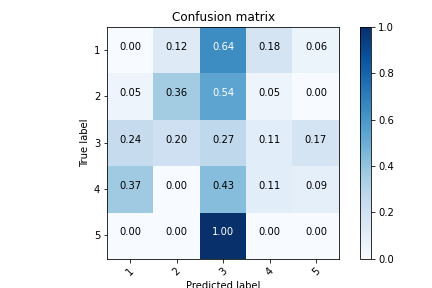 Confusion matrix
1 0.00 0.12 0.64 0.18 0.06
2 0.05 0.36 0.54 0.05 0.00
3 0.24 0.20 0.27 0.11 0.17
4 0.37 0.00 0.43 0.11 0.09
5 0.00 0.00 1.00 0.00 0.00
1 2 3 4 5
True label
Predicted label
1.0
0.8
0.6
0.4
0.2
0.0